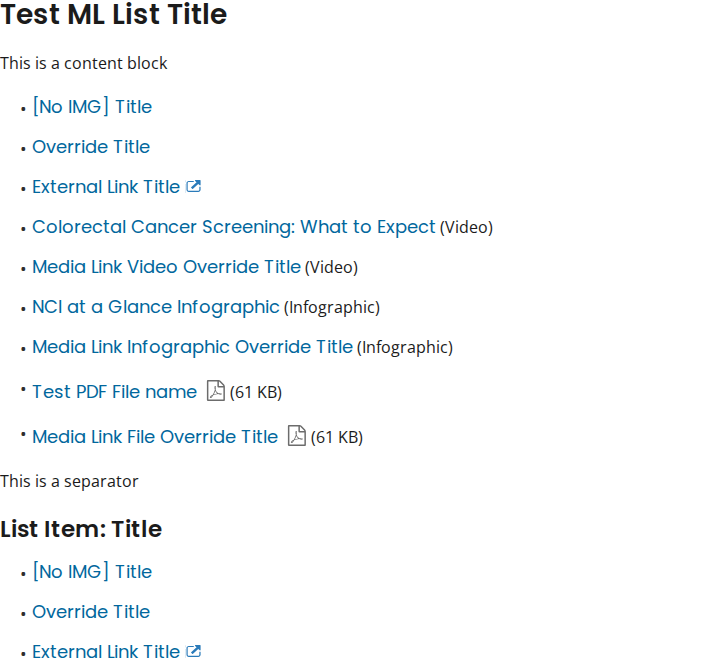 Test ML List Title
This is a content block
• [No IMG] Title
• Override Title
• External Link Title
• Colorectal Cancer Screening: What to Expect (Video)
• Media Link Video Override Title (Video)
• NCI at a Glance Infographic (Infographic)
• Media Link Infographic Override Title (Infographic)
• Test PDF File name (61 KB)
• Media Link File Override Title (61 KB)
This is a separator
List Item: Title
• [No IMG] Title
• Override Title
• External Link Title